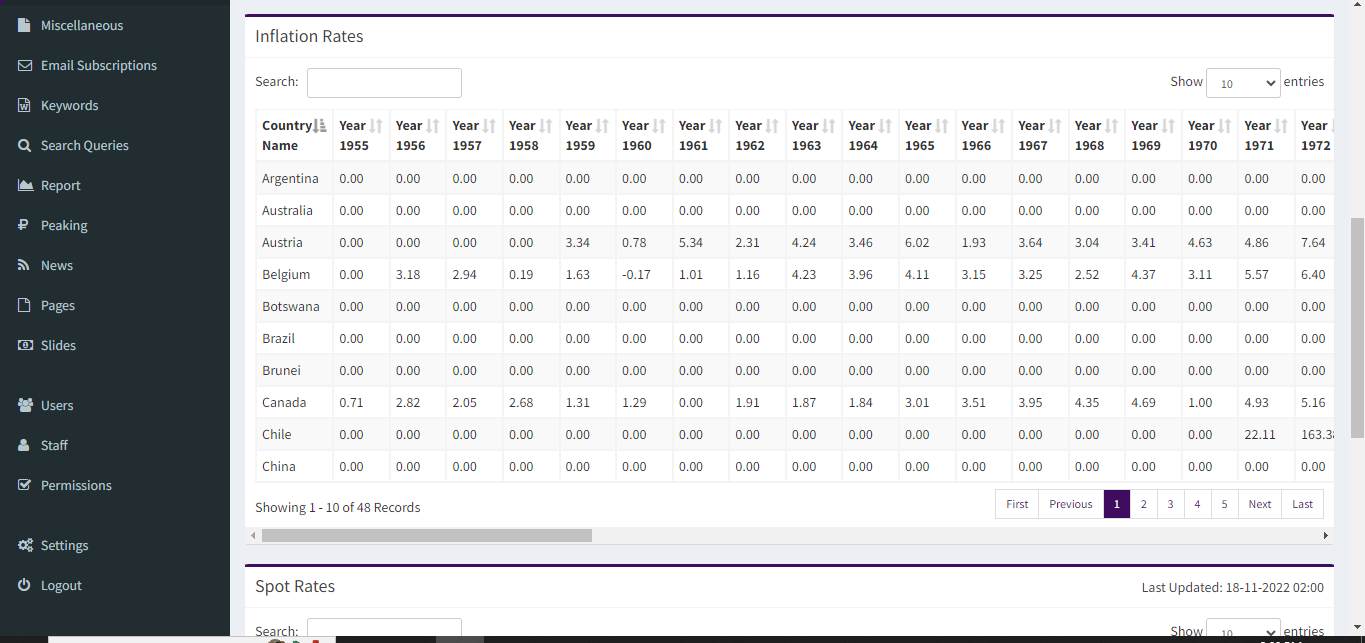 Miscellaneous
Email Subscriptions
Keywords
Search Queries
Report
Peaking
News
Pages
Slides
Users
Staff
Permissions
Settings
Logout
Inflation Rates
Search: Show 10 entries
Country Name Year 1955 Year 1956 Year 1957 Year 1958 Year 1959 Year 1960 Year 1961 Year 1962 Year 1963 Year 1964 Year 1965 Year 1966 Year 1967 Year 1968 Year 1969 Year 1970 Year 1971 Year 1972
Argentina 0.00 0.00 0.00 0.00 0.00 0.00 0.00 0.00 0.00 0.00 0.00 0.00 0.00 0.00 0.00 0.00 0.00 0.00
Australia 0.00 0.00 0.00 0.00 0.00 0.00 0.00 0.00 0.00 0.00 0.00 0.00 0.00 0.00 0.00 0.00 0.00 0.00
Austria 0.00 0.00 0.00 0.00 3.34 0.78 5.34 2.31 4.24 3.46 6.02 1.93 3.64 3.04 3.41 4.63 4.86 7.64
Belgium 0.00 3.18 2.94 0.19 1.63 -0.17 1.01 1.16 4.23 3.96 4.11 3.15 3.25 2.52 4.37 3.11 5.57 6.40
Botswana 0.00 0.00 0.00 0.00 0.00 0.00 0.00 0.00 0.00 0.00 0.00 0.00 0.00 0.00 0.00 0.00 0.00 0.00
Brazil 0.00 0.00 0.00 0.00 0.00 0.00 0.00 0.00 0.00 0.00 0.00 0.00 0.00 0.00 0.00 0.00 0.00 0.00
Brunei 0.00 0.00 0.00 0.00 0.00 0.00 0.00 0.00 0.00 0.00 0.00 0.00 0.00 0.00 0.00 0.00 0.00 0.00
Canada 0.71 2.82 2.05 2.68 1.31 1.29 0.00 1.91 1.87 1.84 3.01 3.51 3.95 4.35 4.69 1.00 4.93 5.16
Chile 0.00 0.00 0.00 0.00 0.00 0.00 0.00 0.00 0.00 0.00 0.00 0.00 0.00 0.00 0.00 0.00 22.11 163.38
China 0.00 0.00 0.00 0.00 0.00 0.00 0.00 0.00 0.00 0.00 0.00 0.00 0.00 0.00 0.00 0.00 0.00 0.00
Showing 1 - 10 of 48 Records First Previous 1 2 3 4 5 Next Last
Spot Rates Last Updated: 18-11-2022 02:00
Search: Show 10 entries